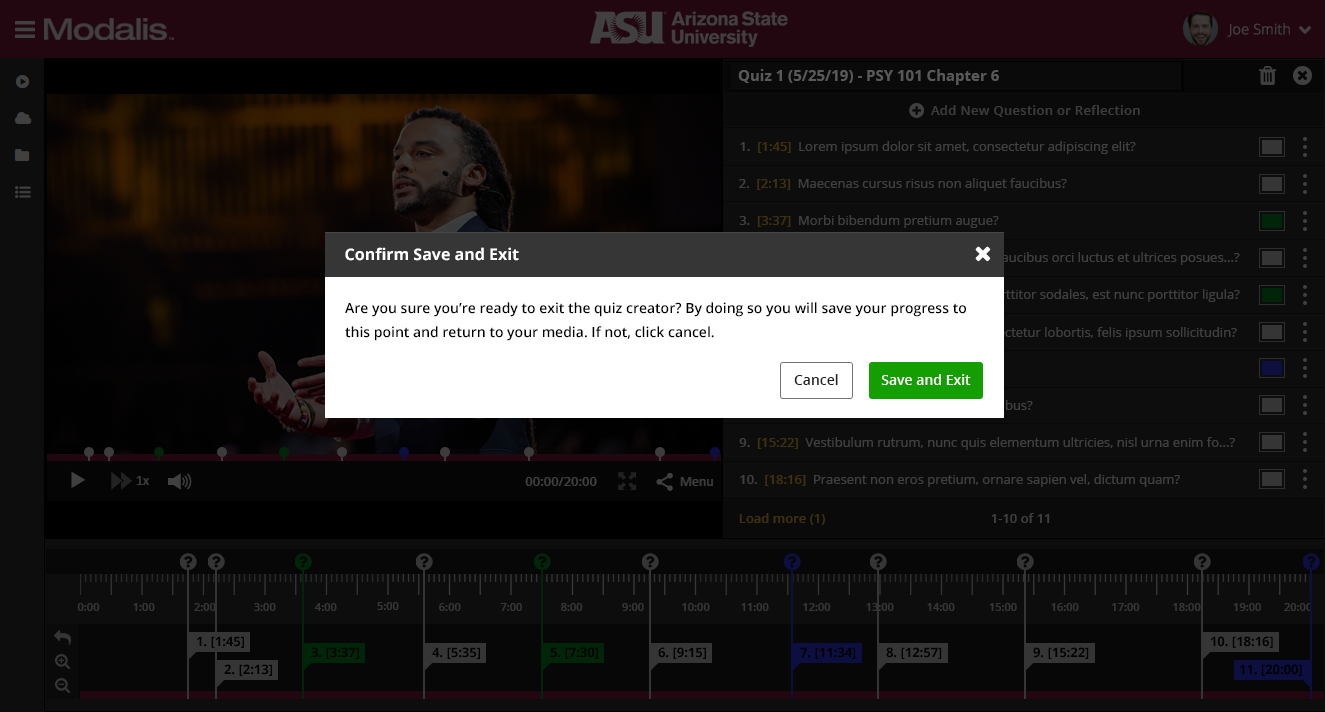 Modalis™
ASU Arizona State University
Joe Smith
Quiz 1 (5/25/19) - PSY 101 Chapter 6
Add New Question or Reflection
1. [1:45] Lorem ipsum dolor sit amet, consectetur adipiscing elit?
2. [2:13] Maecenas cursus risus non aliquet faucibus?
3. [3:37] Morbi bibendum pretium augue?
Confirm Save and Exit
Are you sure you’re ready to exit the quiz creator? By doing so you will save your progress to
this point and return to your media. If not, click cancel.
Cancel
Save and Exit
aucibus orci luctus et ultrices posues...?
rttitor sodales, est nunc porttitor ligula?
ctetur lobortis, felis ipsum sollicitudin?
bus?
9. [15:22] Vestibulum rutrum, nunc quis elementum ultricies, nisl urna enim fo...?
10. [18:16] Praesent non eros pretium, ornare sapien vel, dictum quam?
Load more (1)
1-10 of 11
1x
00:00/20:00
Menu
? ? ? ? ? ? ? ? ? ? ?
0:00 1:00 2:00 3:00 4:00 5:00 6:00 7:00 8:00 9:00 10:00 11:00 12:00 13:00 14:00 15:00 16:00 17:00 18:00 19:00 20:00
1. [1:45]
2. [2:13]
3. [3:37]
4. [5:35]
5. [7:30]
6. [9:15]
7. [11:34]
8. [12:57]
9. [15:22]
10. [18:16]
11. [20:00]